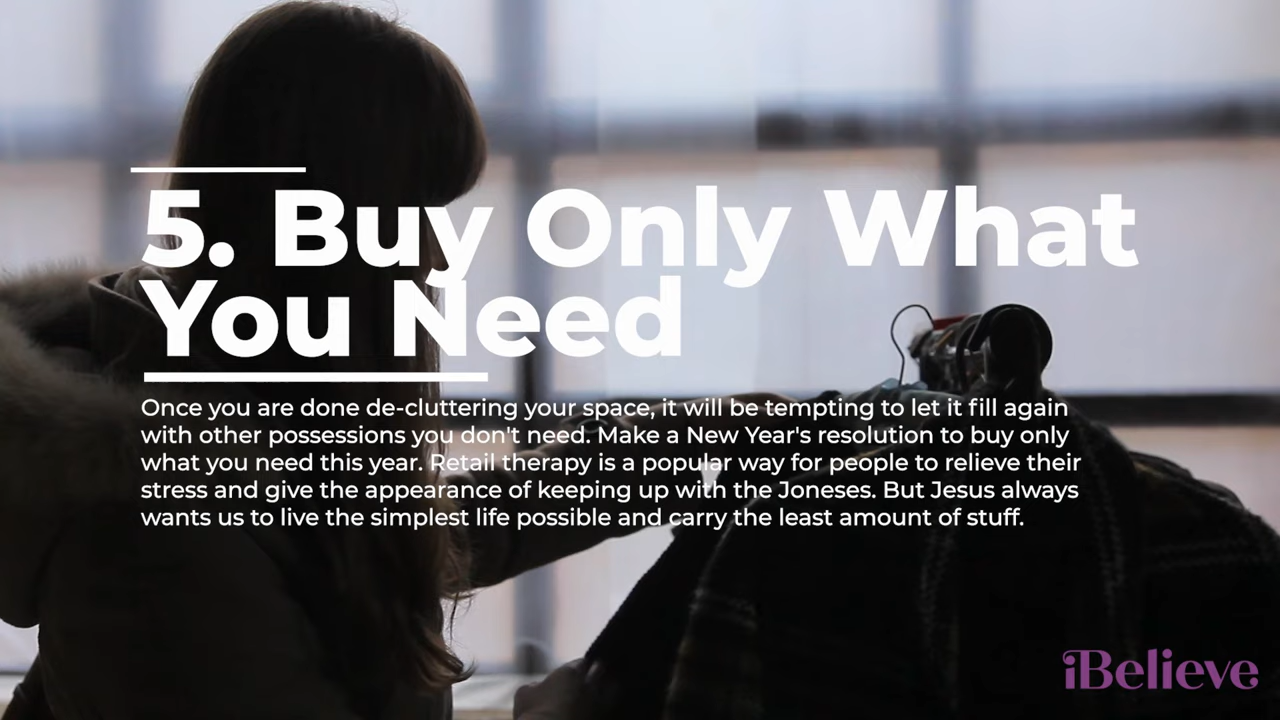 5. Buy Only What
You Need
Once you are done de-cluttering your space, it will be tempting to let it fill again
with other possessions you don't need. Make a New Year's resolution to buy only
what you need this year. Retail therapy is a popular way for people to relieve their
stress and give the appearance of keeping up with the Joneses. But Jesus always
wants us to live the simplest life possible and carry the least amount of stuff.
iBelieve